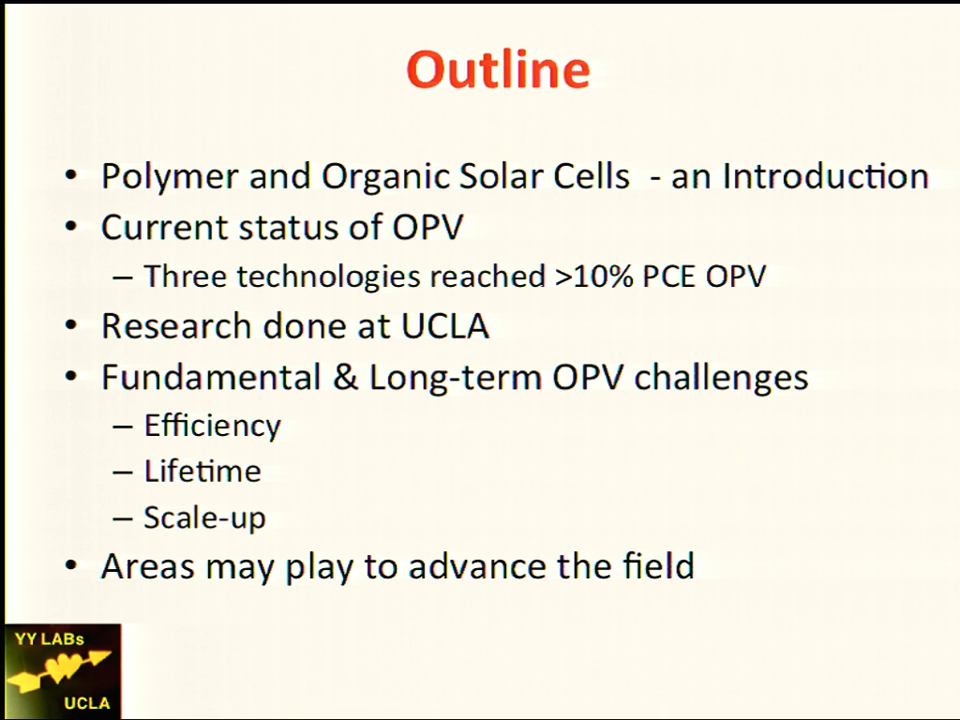 Outline
• Polymer and Organic Solar Cells - an Introduction
• Current status of OPV
– Three technologies reached >10% PCE OPV
• Research done at UCLA
• Fundamental & Long-term OPV challenges
– Efficiency
– Lifetime
– Scale-up
• Areas may play to advance the field
YY LABs
UCLA